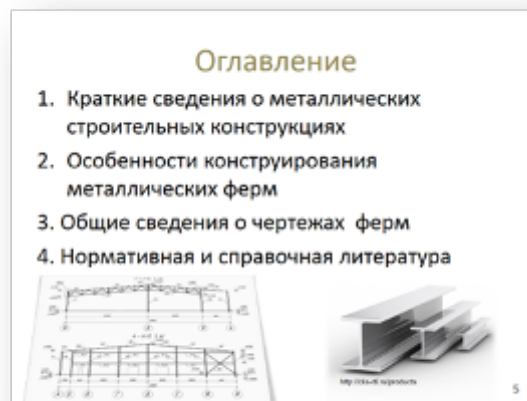 Оглавление
1. Краткие сведения о металлических
строительных конструкциях
2. Особенности конструирования
металлических ферм
3. Общие сведения о чертежах ферм
4. Нормативная и справочная литература
5